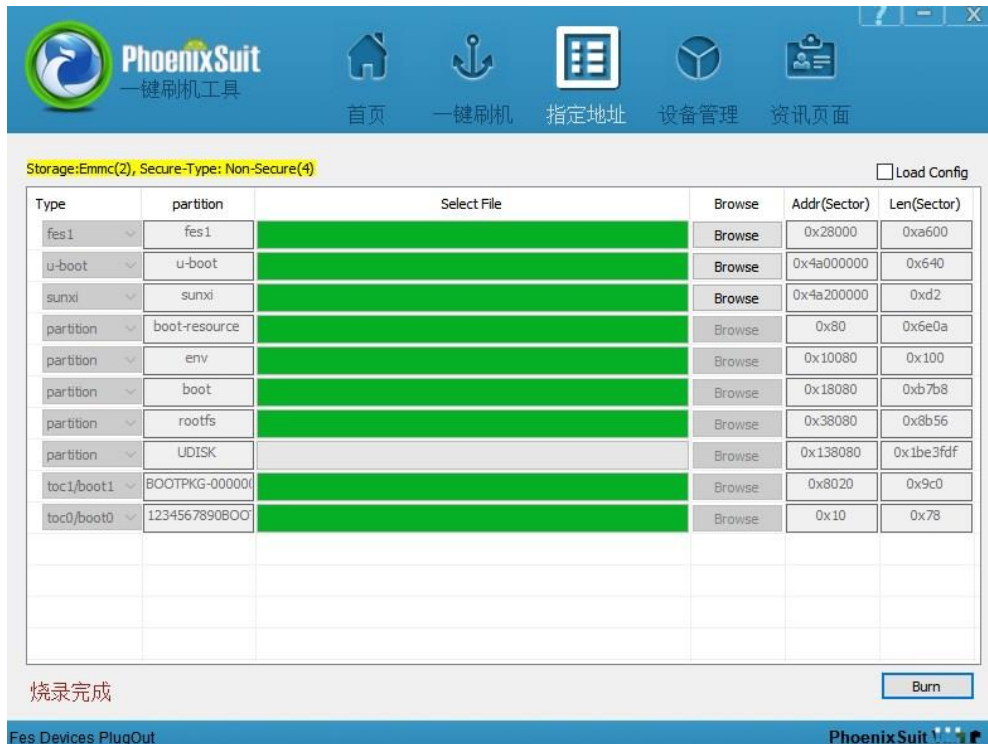 PhoenixSuit
一键刷机工具
首页 一键刷机 指定地址 设备管理 资讯页面
Storage:Emmc(2), Secure-Type: Non-Secure(4)
Load Config
Type partition Select File Browse Addr(Sector) Len(Sector)
fes1 fes1 Browse 0x28000 0xa600
u-boot u-boot Browse 0x4a000000 0x640
sunxi sunxi Browse 0x4a200000 0xd2
partition boot-resource Browse 0x80 0x6e0a
partition env Browse 0x10080 0x100
partition boot Browse 0x18080 0xb7b8
partition rootfs Browse 0x38080 0x8b56
partition UDISK Browse 0x138080 0x1be3fdf
toc1/boot1 BOOTPKG-00000 Browse 0x8020 0x9c0
toc0/boot0 1234567890BOO Browse 0x10 0x78
烧录完成
Burn
Fes Devices PlugOut
PhoenixSuit